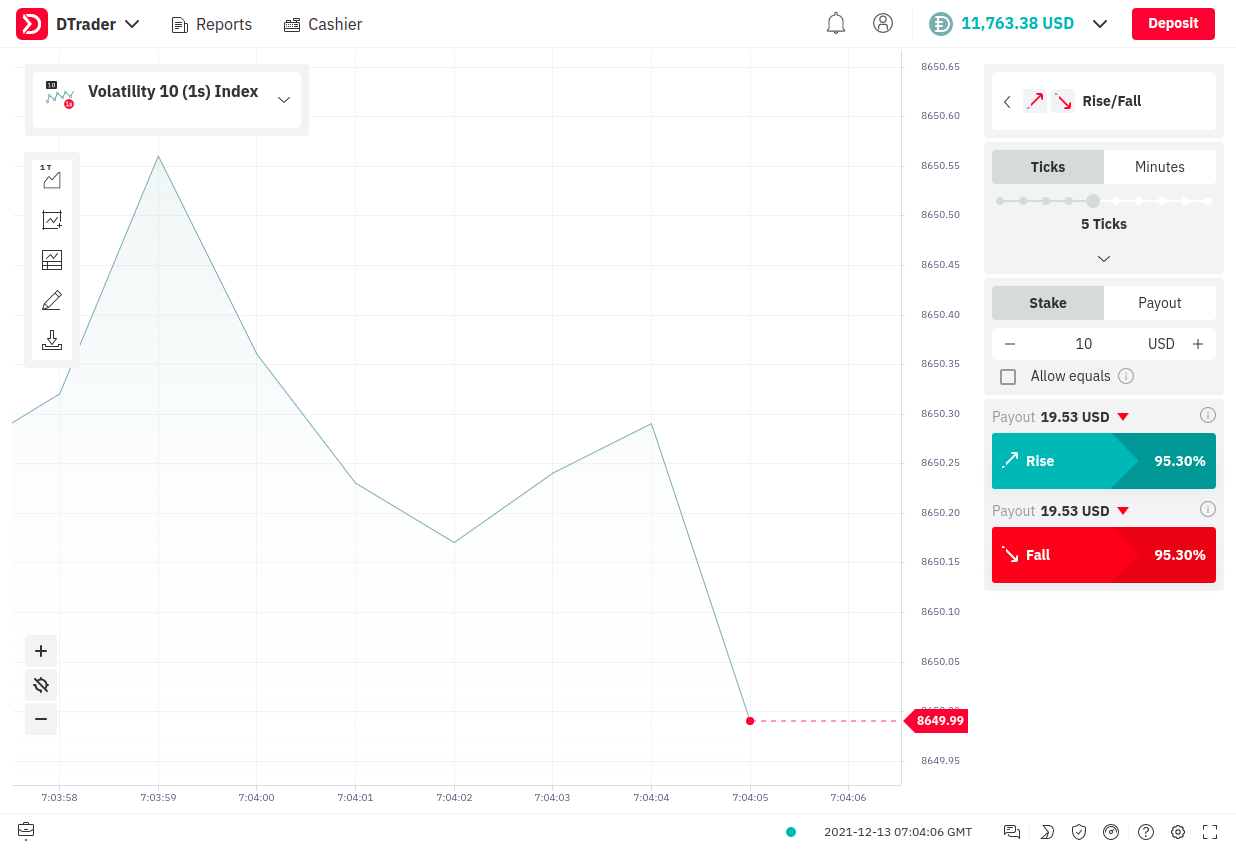 DTrader
Reports
Cashier
11,763.38 USD
Deposit
10
1s
Volatility 10 (1s) Index
1 T
8650.65
8650.60
8650.55
8650.50
8650.45
8650.40
8650.35
8650.30
8650.25
8650.20
8650.15
8650.10
8650.05
8649.99
8649.95
7:03:58
7:03:59
7:04:00
7:04:01
7:04:02
7:04:03
7:04:04
7:04:05
7:04:06
Rise/Fall
Ticks
Minutes
5 Ticks
Stake
Payout
10
USD
Allow equals
Payout 19.53 USD
Rise
95.30%
Payout 19.53 USD
Fall
95.30%
2021-12-13 07:04:06 GMT